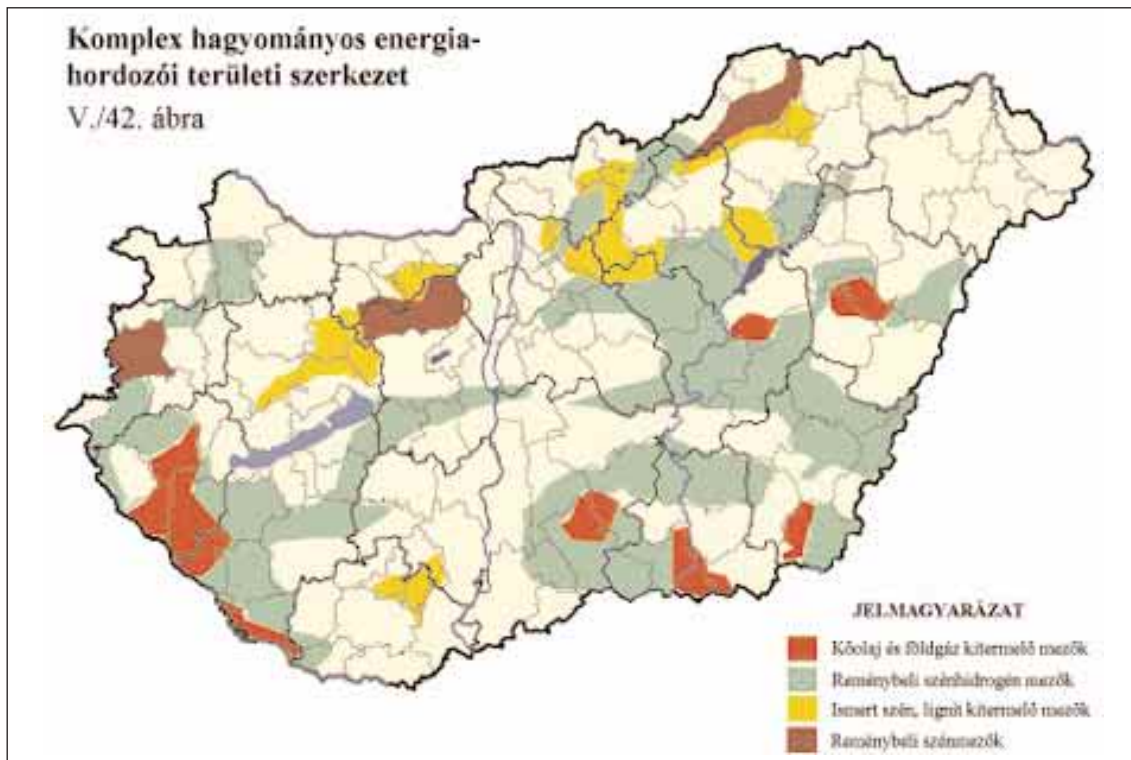 Komplex hagyományos energia-
hordozói területi szerkezet
V./42. ábra
JELMAGYARÁZAT
Kőolaj és földgáz kitermelő mezők
Reménybeli szénhidrogén mezők
Ismert szén, lignit kitermelő mezők
Reménybeli szénmezők